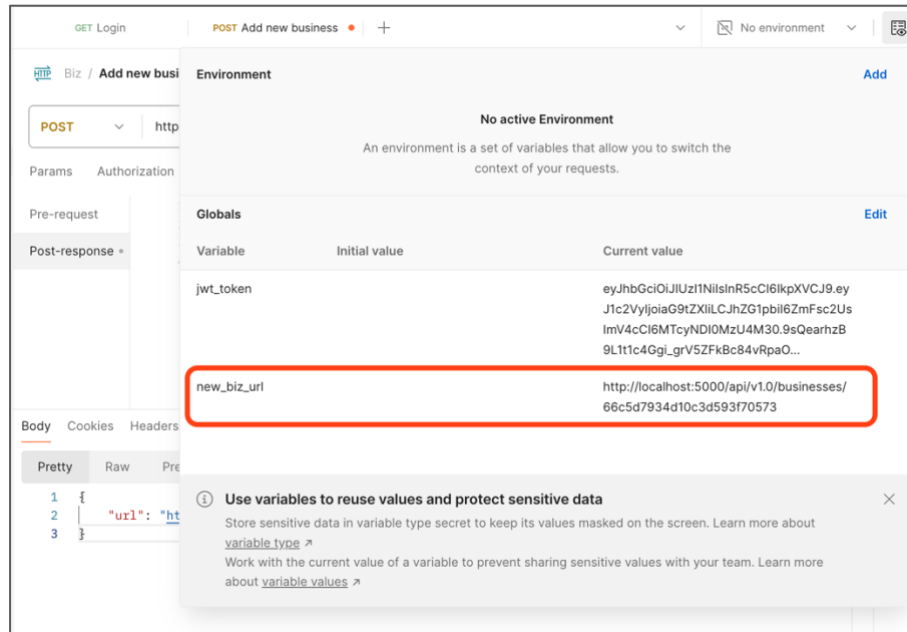 GET Login
POST Add new business
No environment
HTTP Biz / Add new busi
Environment
Add
POST
http
No active Environment
An environment is a set of variables that allow you to switch the
context of your requests.
Params Authorization
Pre-request
Globals
Edit
Post-response
Variable Initial value Current value
jwt_token
eyJhbGciOiJIUzI1NiIsInR5cCI6IkpXVCJ9.ey
J1c2VyIjoiaG9tZXIiLCJhZG1pbiI6ZmFsc2Us
ImV4cCI6MTcyNDI0MzU4M30.9sQearhzB
9L1t1c4Ggi_grV5ZFkBc84vRpaO...
new_biz_url
http://localhost:5000/api/v1.0/businesses/
66c5d7934d10c3d593f70573
Body Cookies Headers
Pretty Raw Pre
1 {
2 "url": "ht
3 }
Use variables to reuse values and protect sensitive data
Store sensitive data in variable type secret to keep its values masked on the screen. Learn more about
variable type ↗
Work with the current value of a variable to prevent sharing sensitive values with your team. Learn more
about variable values ↗